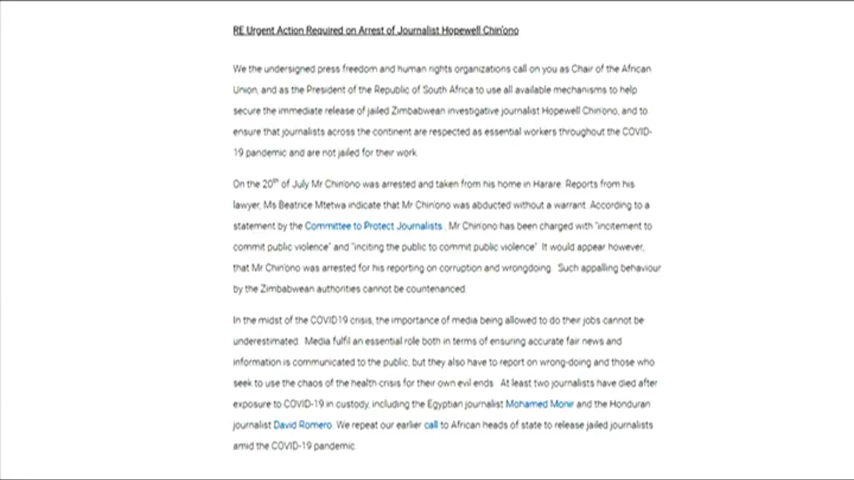 RE Urgent Action Required on Arrest of Journalist Hopewell Chin'ono
We the undersigned press freedom and human rights organizations call on you as Chair of the African
Union, and as the President of the Republic of South Africa to use all available mechanisms to help
secure the immediate release of jailed Zimbabwean investigative journalist Hopewell Chin'ono, and to
ensure that journalists across the continent are respected as essential workers throughout the COVID-
19 pandemic and are not jailed for their work
On the 20th of July Mr Chin'ono was arrested and taken from his home in Harare. Reports from his
lawyer, Ms Beatrice Mtetwa indicate that Mr Chin'ono was abducted without a warrant. According to a
statement by the Committee to Protect Journalists , Mr Chin'ono has been charged with "incitement to
commit public violence" and "inciting the public to commit public violence" It would appear however,
that Mr Chin'ono was arrested for his reporting on corruption and wrongdoing Such appalling behaviour
by the Zimbabwean authorities cannot be countenanced
In the midst of the COVID19 crisis, the importance of media being allowed to do their jobs cannot be
underestimated. Media fulfil an essential role both in terms of ensuring accurate fair news and
information is communicated to the public, but they also have to report on wrong-doing and those who
seek to use the chaos of the health crisis for their own evil ends At least two journalists have died after
exposure to COVID-19 in custody, including the Egyptian journalist Mohamed Monir and the Honduran
journalist David Romero. We repeat our earlier call to African heads of state to release jailed journalists
amid the COVID-19 pandemic